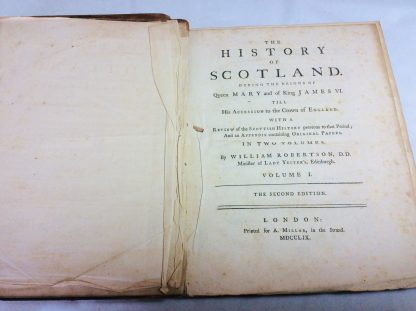 THE
HISTORY
OF
SCOTLAND.
DURING THE REIGNS OF
Queen MARY and of King JAMES VI.
TILL
His ACCESSION to the Crown of ENGLAND.
WITH A
REVIEW of the SCOTTISH HISTORY previous to that Period;
And an APPENDIX containing ORIGINAL PAPERS.
IN TWO VOLUMES.
By WILLIAM ROBERTSON, D.D.
Minister of LADY YESTER'S, Edinburgh.
VOLUME I.
THE SECOND EDITION.
LONDON:
Printed for A. MILLAR, in the Strand.
MDCCLIX.